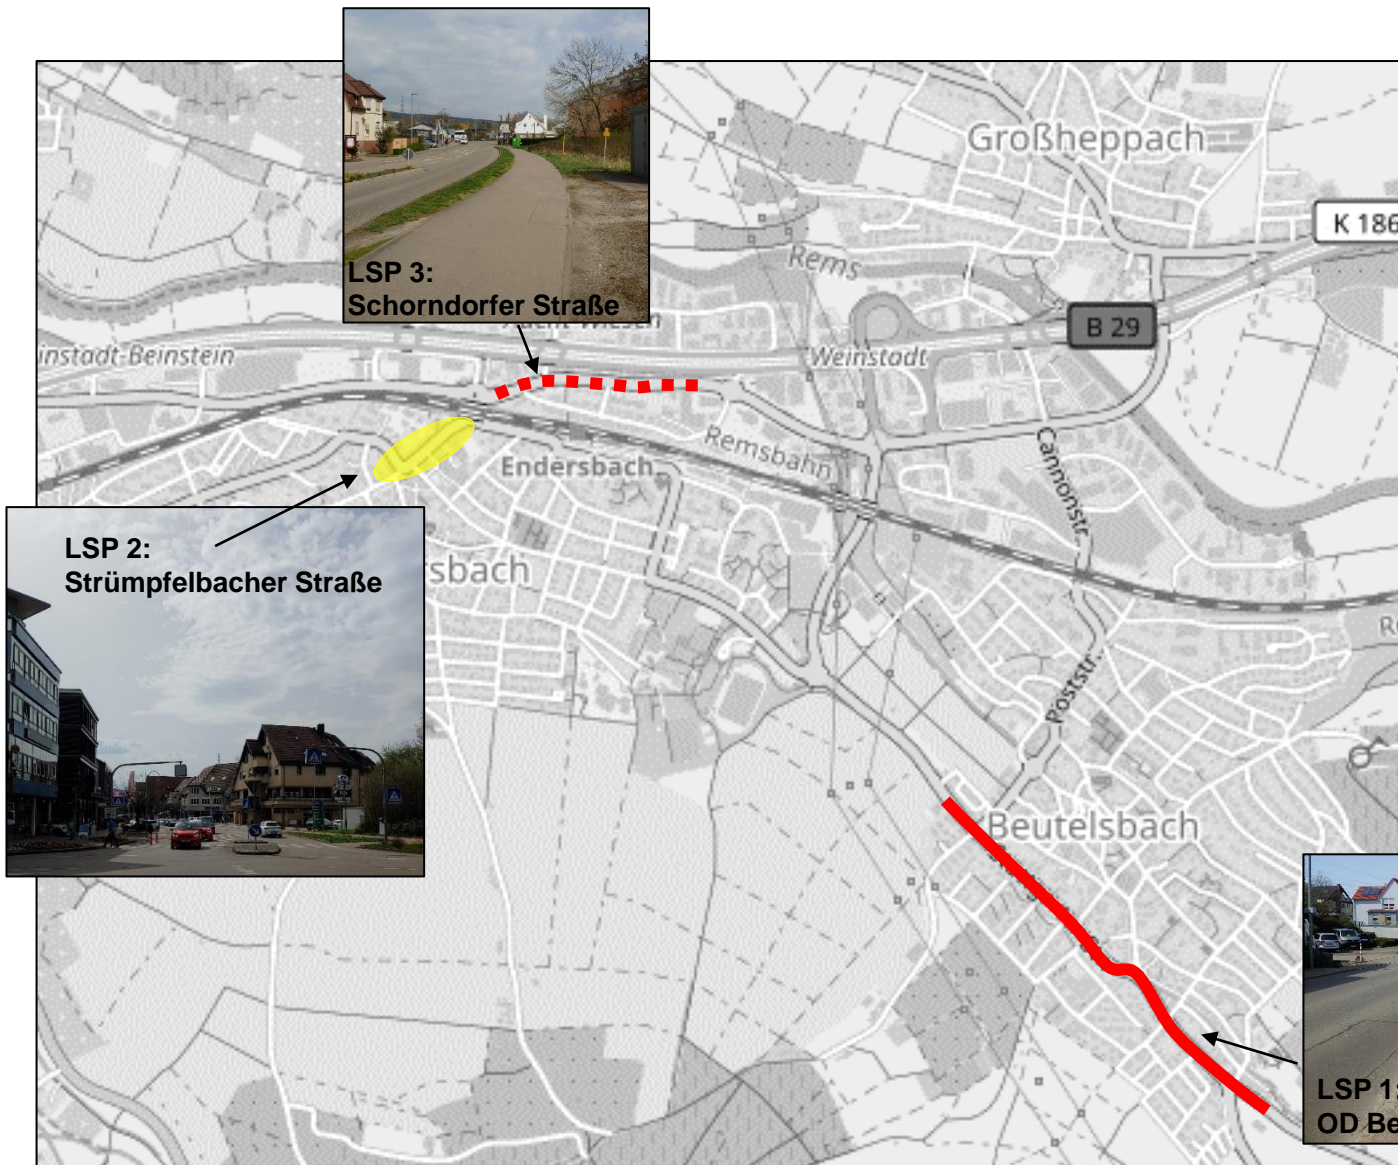 Großheppach
K 186
LSP 3:
Schorndorfer Straße
Rems
B 29
instadt-Beinstein
Weinstadt
Remsbahn
Cannonstr.
Endersbach
LSP 2:
Strümpfelbacher Straße
sbach
Poststr.
Beutelsbach
LSP 1:
OD Be